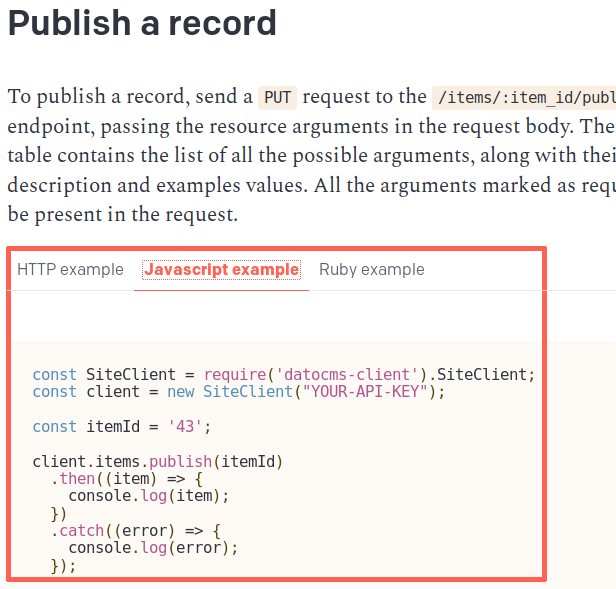 Publish a record
To publish a record, send a PUT request to the /items/:item_id/publ
endpoint, passing the resource arguments in the request body. The
table contains the list of all the possible arguments, along with thei
description and examples values. All the arguments marked as requ
be present in the request.
HTTP example Javascript example Ruby example
const SiteClient = require('datocms-client').SiteClient;
const client = new SiteClient("YOUR-API-KEY");
const itemId = '43';
client.items.publish(itemId)
  .then((item) => {
    console.log(item);
  })
  .catch((error) => {
    console.log(error);
  });